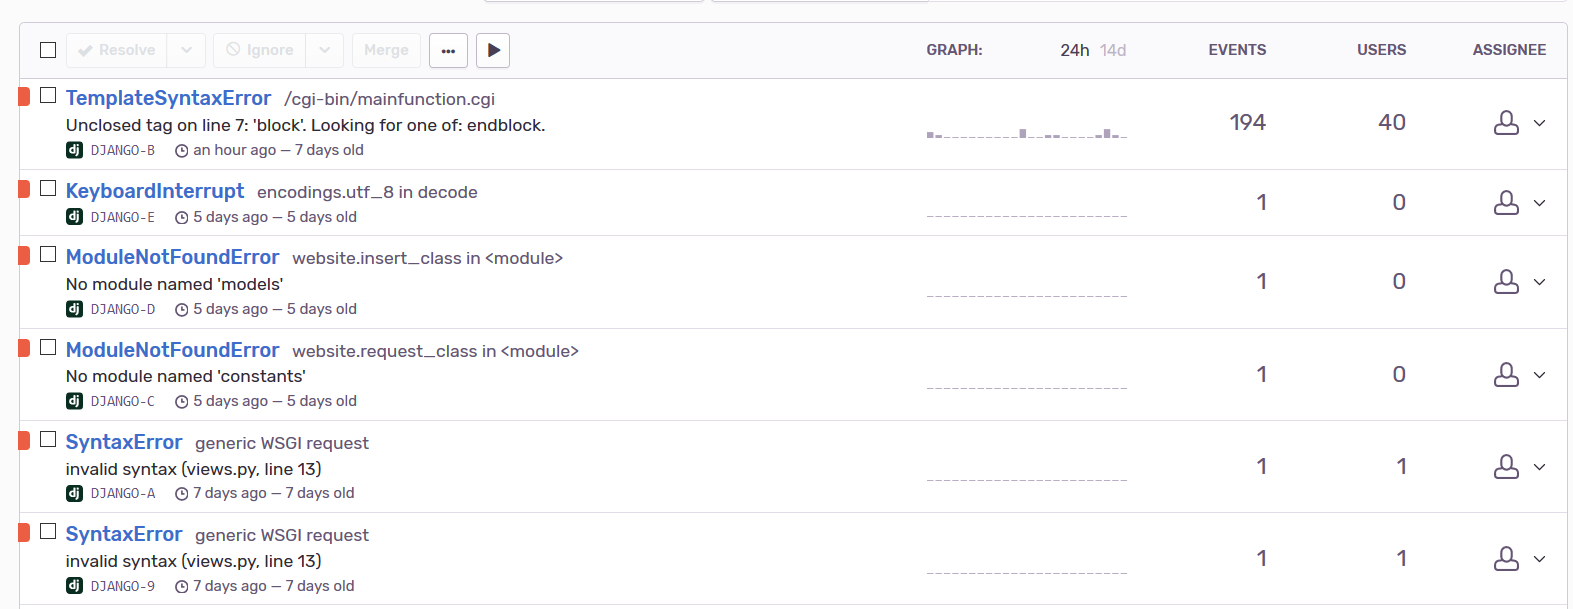 Resolve Ignore Merge ... GRAPH: 24h 14d EVENTS USERS ASSIGNEE
TemplateSyntaxError /cgi-bin/mainfunction.cgi
Unclosed tag on line 7: 'block'. Looking for one of: endblock.
194 40
dj DJANGO-B an hour ago — 7 days old
KeyboardInterrupt encodings.utf_8 in decode
1 0
dj DJANGO-E 5 days ago — 5 days old
ModuleNotFoundError website.insert_class in <module>
No module named 'models'
1 0
dj DJANGO-D 5 days ago — 5 days old
ModuleNotFoundError website.request_class in <module>
No module named 'constants'
1 0
dj DJANGO-C 5 days ago — 5 days old
SyntaxError generic WSGI request
invalid syntax (views.py, line 13)
1 1
dj DJANGO-A 7 days ago — 7 days old
SyntaxError generic WSGI request
invalid syntax (views.py, line 13)
1 1
dj DJANGO-9 7 days ago — 7 days old